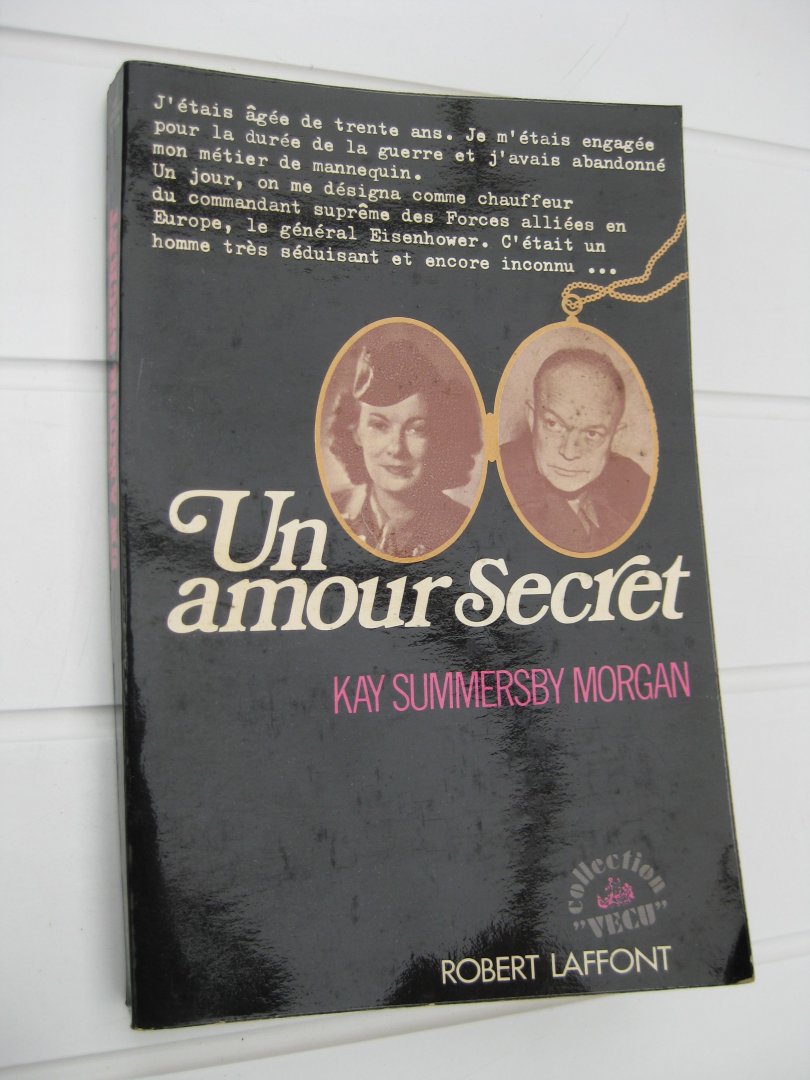 J'étais âgée de trente ans. Je m'étais engagée
pour la durée de la guerre et j'avais abandonné
mon métier de mannequin.
Un jour, on me désigna comme chauffeur
du commandant suprême des Forces alliées en
Europe, le général Eisenhower. C'était un
homme très séduisant et encore inconnu ...
Un
amour Secret
KAY SUMMERSBY MORGAN
collection
"VECU"
ROBERT LAFFONT